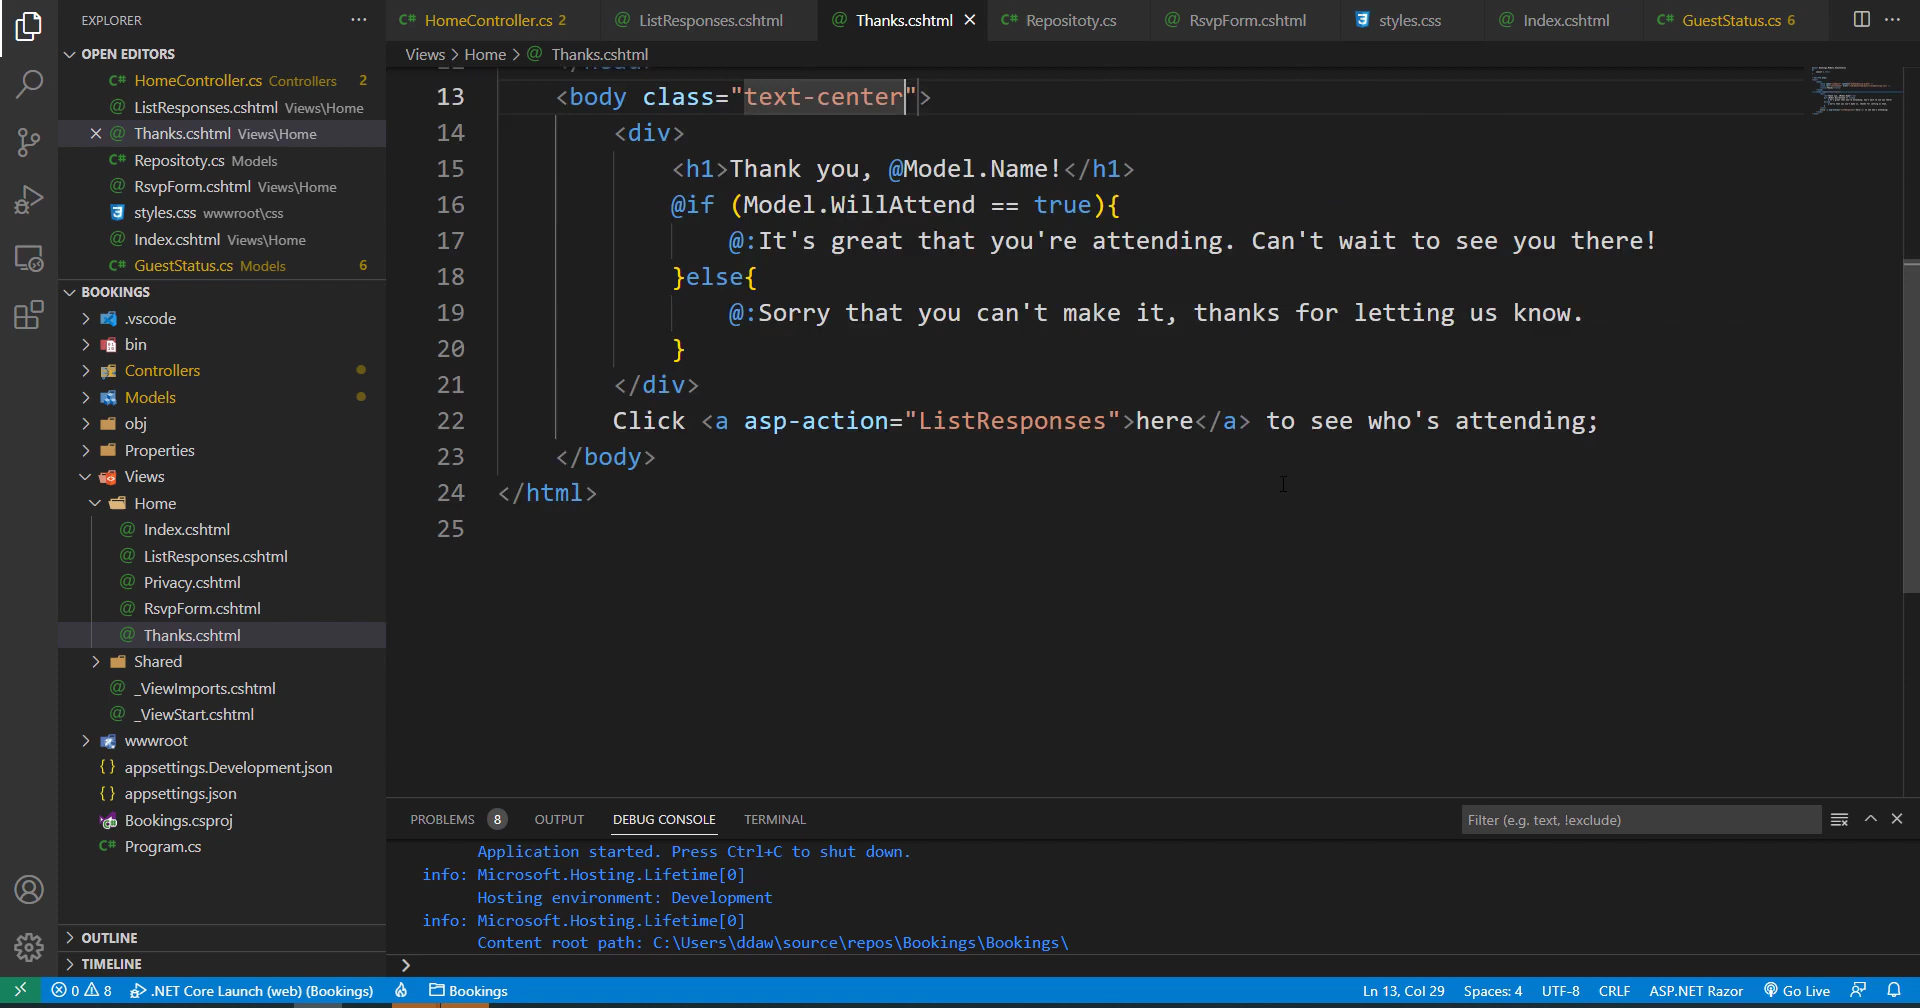 EXPLORER
OPEN EDITORS
HomeController.cs Controllers 2
ListResponses.cshtml Views\Home
Thanks.cshtml Views\Home
Repositoty.cs Models
RsvpForm.cshtml Views\Home
styles.css wwwroot\css
Index.cshtml Views\Home
GuestStatus.cs Models 6
BOOKINGS
.vscode
bin
Controllers
Models
obj
Properties
Views
Home
Index.cshtml
ListResponses.cshtml
Privacy.cshtml
RsvpForm.cshtml
Thanks.cshtml
Shared
_ViewImports.cshtml
_ViewStart.cshtml
wwwroot
appsettings.Development.json
appsettings.json
Bookings.csproj
Program.cs
OUTLINE
TIMELINE
HomeController.cs 2 ListResponses.cshtml Thanks.cshtml Repositoty.cs RsvpForm.cshtml styles.css Index.cshtml GuestStatus.cs 6
Views > Home > Thanks.cshtml
13 <body class="text-center">
14 <div>
15 <h1>Thank you, @Model.Name!</h1>
16 @if (Model.WillAttend == true){
17 @:It's great that you're attending. Can't wait to see you there!
18 }else{
19 @:Sorry that you can't make it, thanks for letting us know.
20 }
21 </div>
22 Click <a asp-action="ListResponses">here</a> to see who's attending;
23 </body>
24 </html>
25
PROBLEMS 8 OUTPUT DEBUG CONSOLE TERMINAL Filter (e.g. text, !exclude)
Application started. Press Ctrl+C to shut down.
info: Microsoft.Hosting.Lifetime[0]
Hosting environment: Development
info: Microsoft.Hosting.Lifetime[0]
Content root path: C:\Users\ddaw\source\repos\Bookings\Bookings\
0 8 .NET Core Launch (web) (Bookings) Bookings Ln 13, Col 29 Spaces: 4 UTF-8 CRLF ASP.NET Razor Go Live